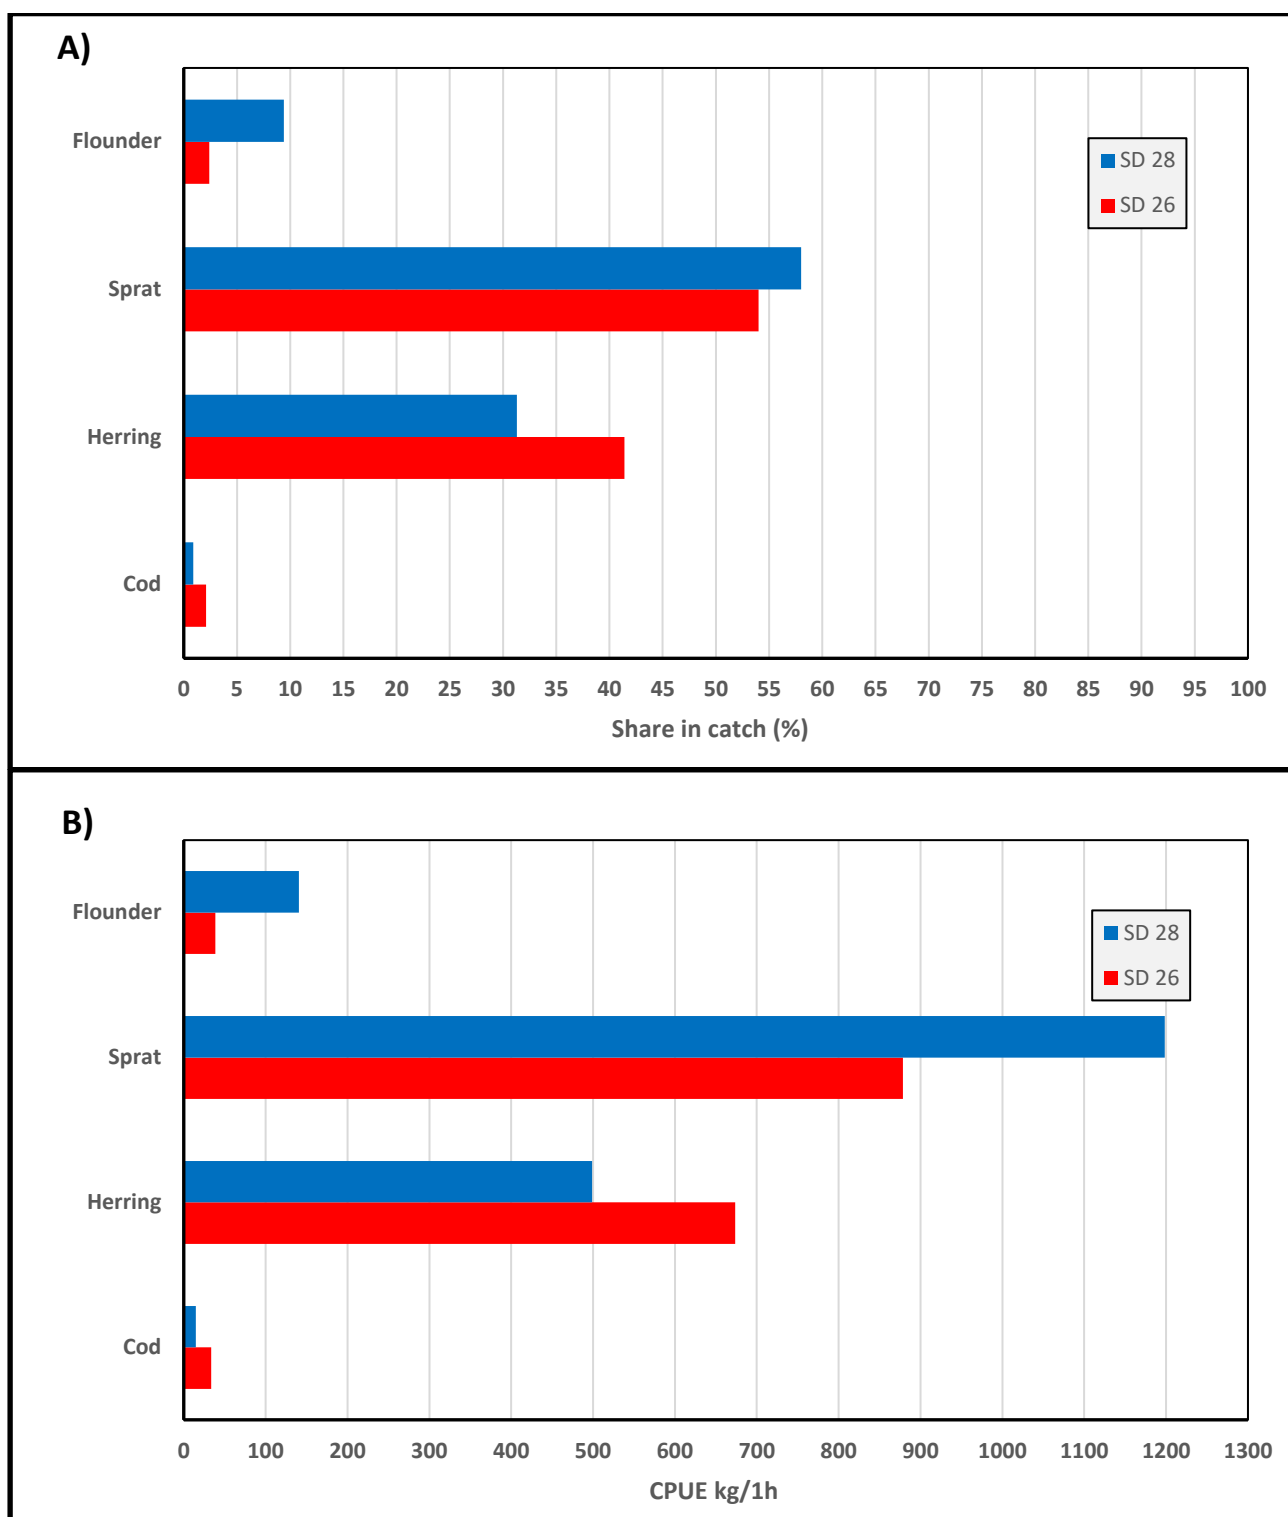 A)
Flounder
SD 28
SD 26
Sprat
Herring
Cod
0 5 10 15 20 25 30 35 40 45 50 55 60 65 70 75 80 85 90 95 100
Share in catch (%)
B)
Flounder
SD 28
SD 26
Sprat
Herring
Cod
0 100 200 300 400 500 600 700 800 900 1000 1100 1200 1300
CPUE kg/1h